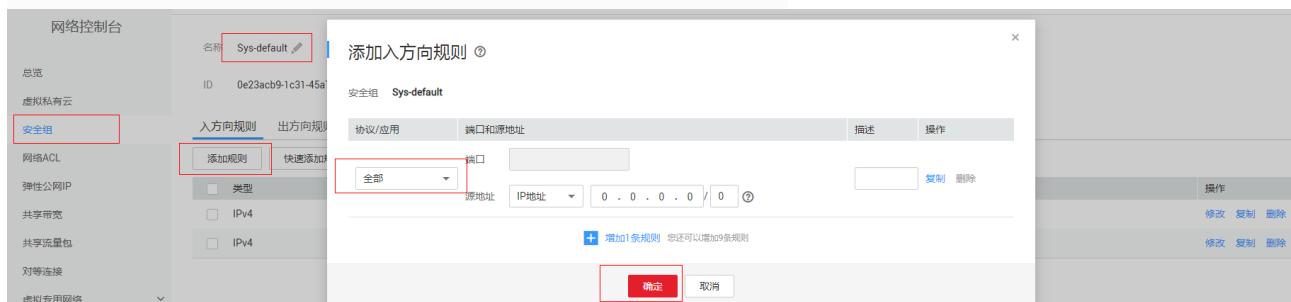 网络控制台
总览
虚拟私有云
安全组
网络ACL
弹性公网IP
共享带宽
共享流量包
对等连接
虚拟专用网络
名称 Sys-default
ID 0e23acb9-1c31-45a
入方向规则 出方向规则
添加规则 快速添加
类型 操作
IPv4 修改 复制 删除
IPv4 修改 复制 删除
添加入方向规则
×
安全组 Sys-default
协议/应用 端口和源地址 描述 操作
全部 端口 复制 删除
源地址 IP地址 0 . 0 . 0 . 0 / 0
增加1条规则 您还可以增加9条规则
确定 取消